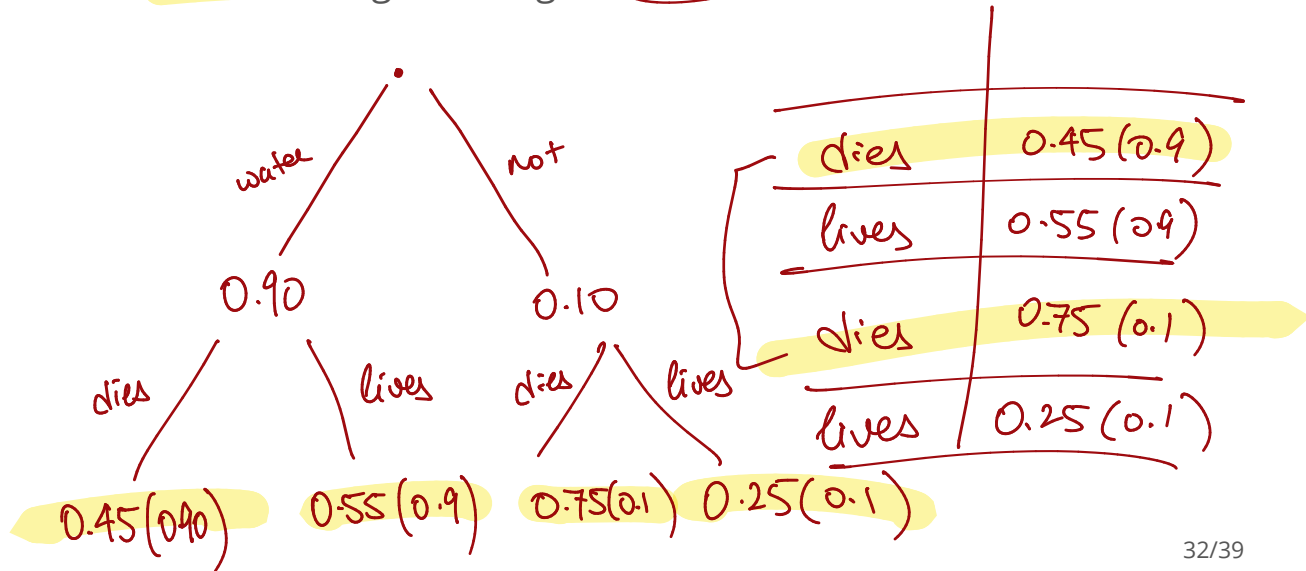 water
not
0.90
0.10
dies
lives
dies
lives
0.45(0.90)
0.55(0.9)
0.75(0.1)
0.25(0.1)
dies 0.45(0.9)
lives 0.55(0.9)
dies 0.75(0.1)
lives 0.25(0.1)
32/39